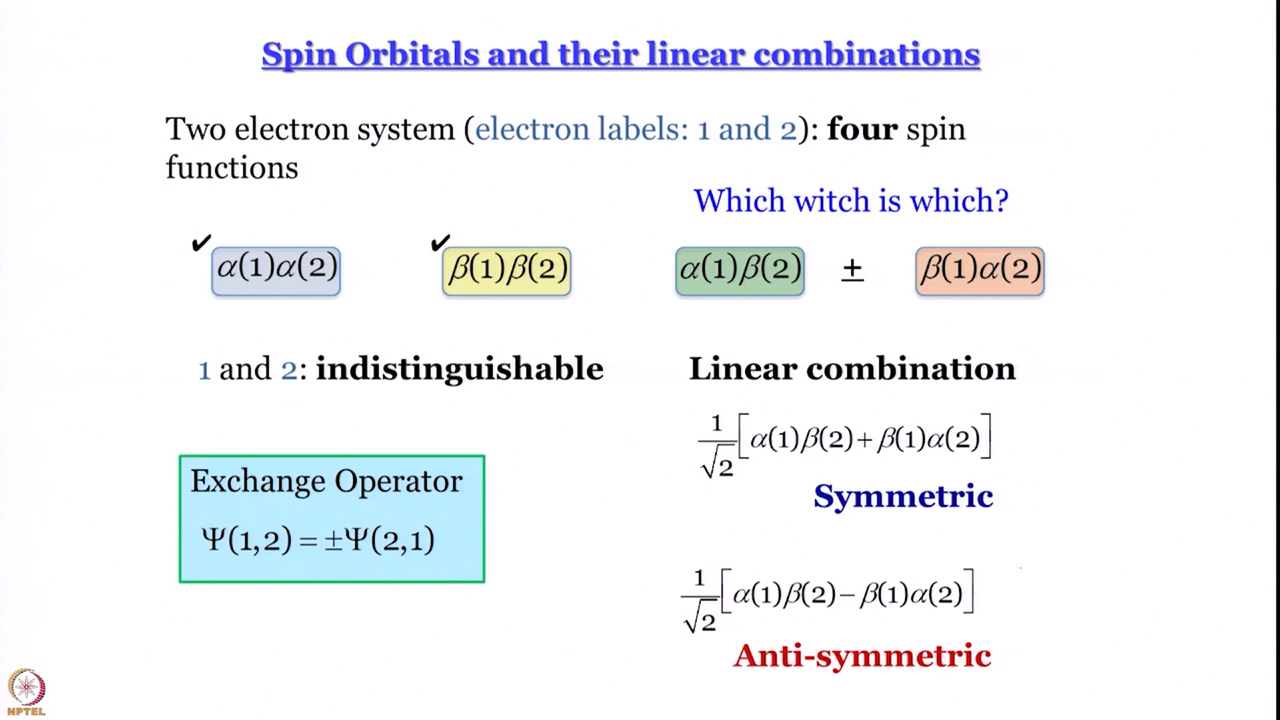 Spin Orbitals and their linear combinations
Two electron system (electron labels: 1 and 2): four spin
functions
Which witch is which?
✔ α(1)α(2) ✔ β(1)β(2) α(1)β(2) ± β(1)α(2)
1 and 2: indistinguishable
Linear combination
1/√2 [α(1)β(2)+β(1)α(2)]
Symmetric
Exchange Operator
Ψ(1,2) = ±Ψ(2,1)
1/√2 [α(1)β(2)−β(1)α(2)]
Anti-symmetric
NPTEL